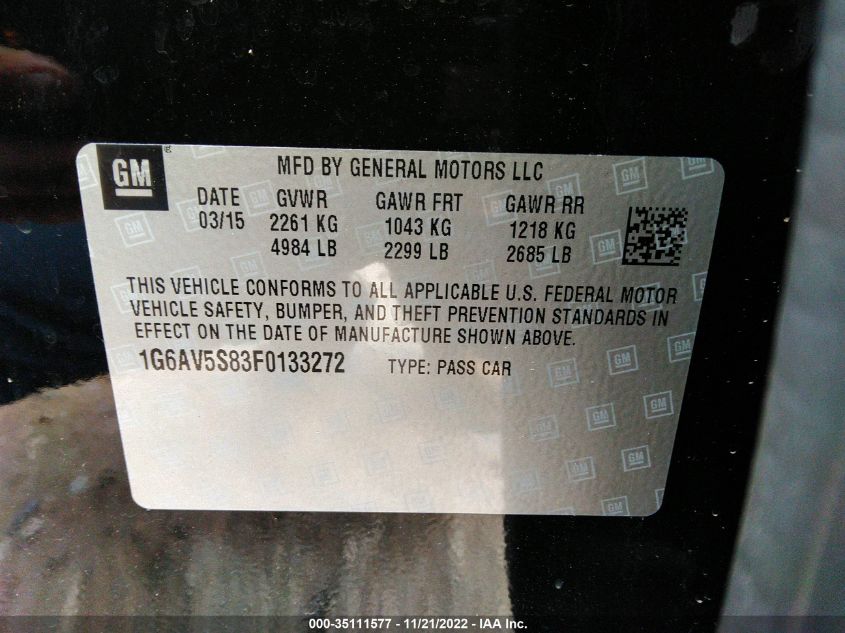 GM
MFD BY GENERAL MOTORS LLC
DATE GVWR GAWR FRT GAWR RR
03/15 2261 KG 1043 KG 1218 KG
4984 LB 2299 LB 2685 LB
THIS VEHICLE CONFORMS TO ALL APPLICABLE U.S. FEDERAL MOTOR
VEHICLE SAFETY, BUMPER, AND THEFT PREVENTION STANDARDS IN
EFFECT ON THE DATE OF MANUFACTURE SHOWN ABOVE.
1G6AV5S83F0133272 TYPE: PASS CAR
000-35111577 - 11/21/2022 - IAA Inc.